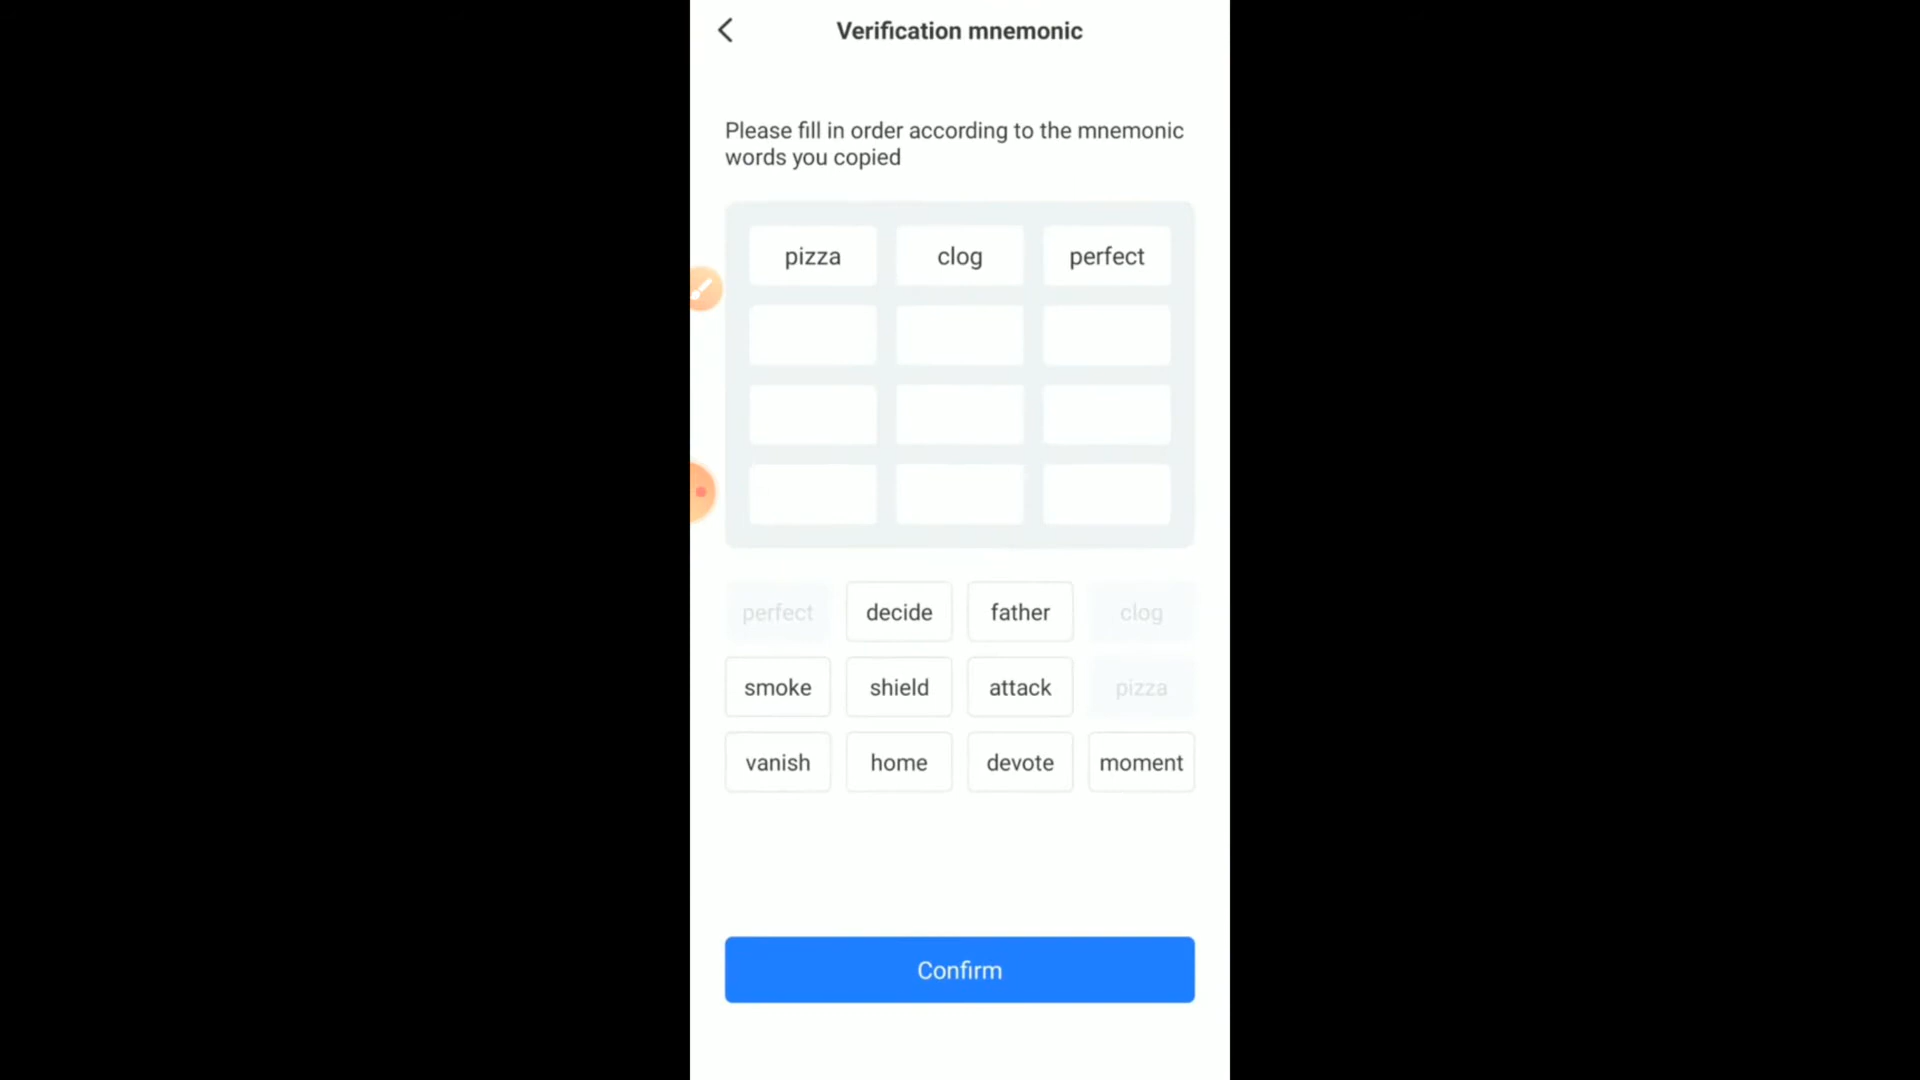 Verification mnemonic
Please fill in order according to the mnemonic
words you copied
pizza clog perfect
perfect decide father clog
smoke shield attack pizza
vanish home devote moment
Confirm